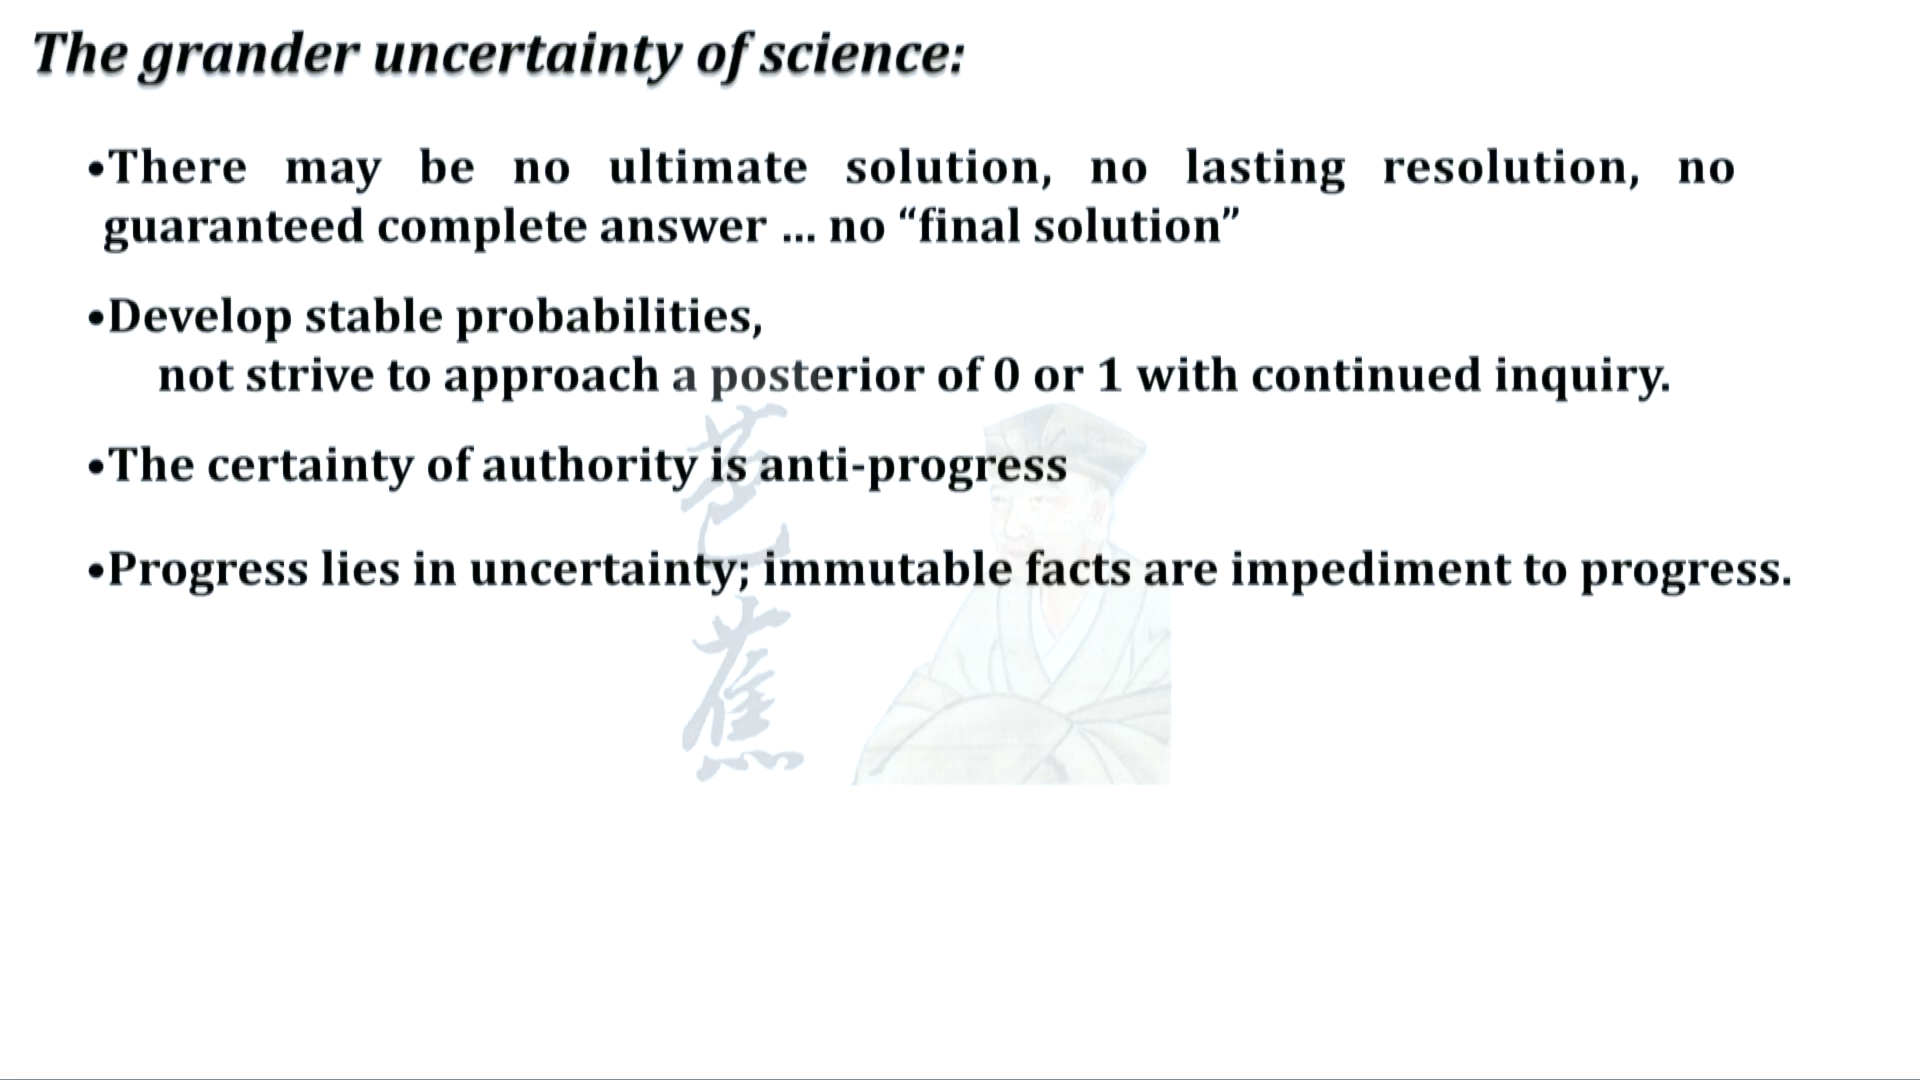 The grander uncertainty of science:
•There may be no ultimate solution, no lasting resolution, no
guaranteed complete answer ... no “final solution”
•Develop stable probabilities,
not strive to approach a posterior of 0 or 1 with continued inquiry.
•The certainty of authority is anti-progress
•Progress lies in uncertainty; immutable facts are impediment to progress.
芭蕉